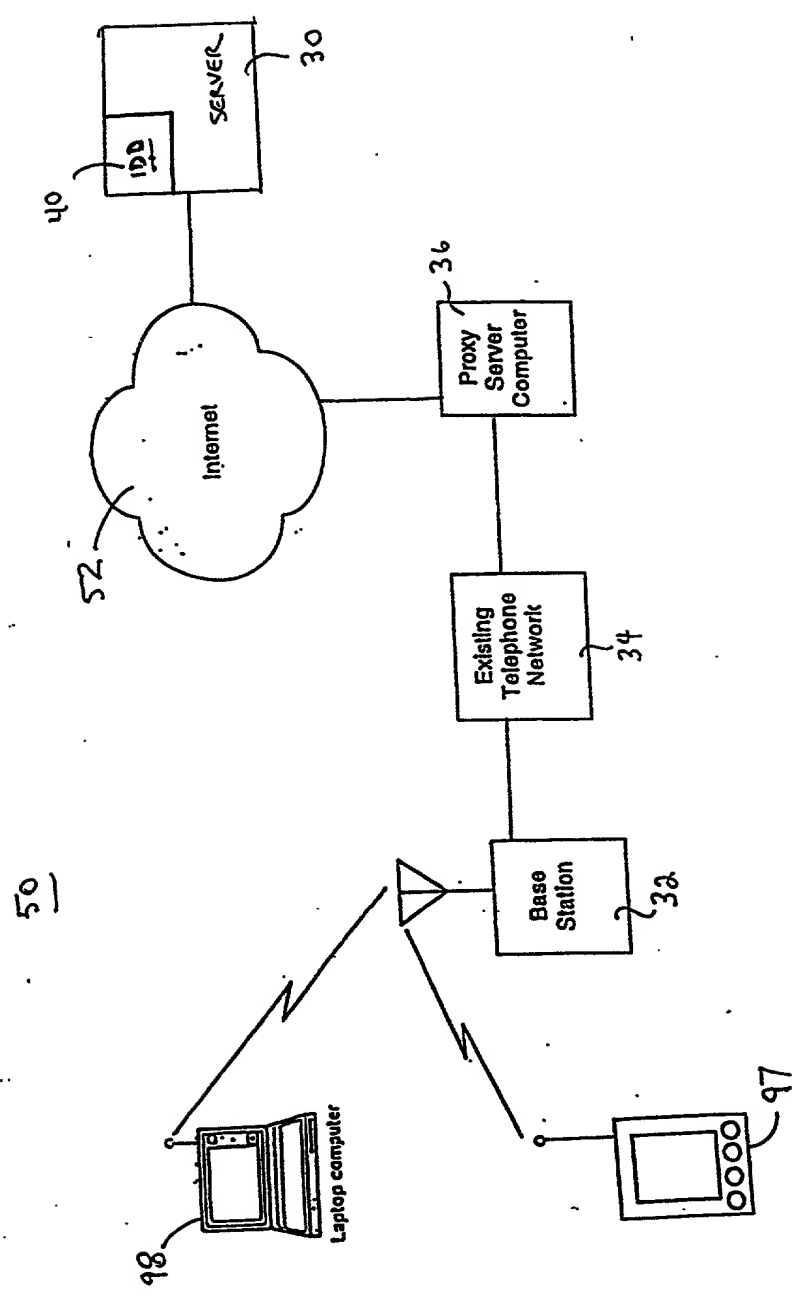 50
98
Laptop computer
97
Base
Station
32
Existing
Telephone
Network
34
Proxy
Server
Computer
36
52
Internet
40
IDD
SERVER
30